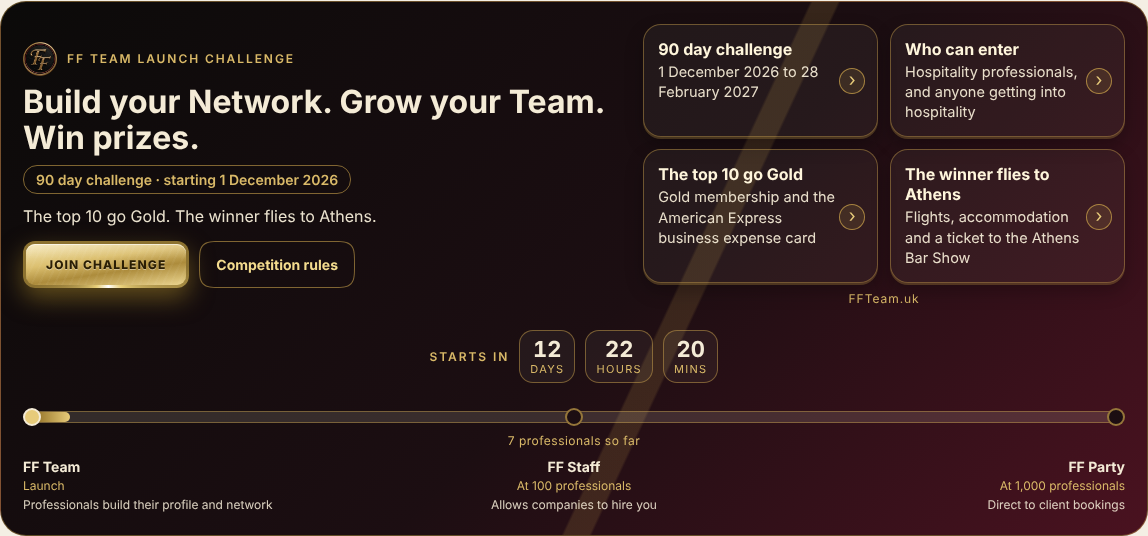 FF
FF TEAM LAUNCH CHALLENGE
Build your Network. Grow your Team.
Win prizes.
90 day challenge · starting 1 December 2026
The top 10 go Gold. The winner flies to Athens.
JOIN CHALLENGE
Competition rules
90 day challenge
1 December 2026 to 28
February 2027
Who can enter
Hospitality professionals,
and anyone getting into
hospitality
The top 10 go Gold
Gold membership and the
American Express
business expense card
The winner flies to
Athens
Flights, accommodation
and a ticket to the Athens
Bar Show
FFTeam.uk
STARTS IN
12
DAYS
22
HOURS
20
MINS
7 professionals so far
FF Team
Launch
Professionals build their profile and network
FF Staff
At 100 professionals
Allows companies to hire you
FF Party
At 1,000 professionals
Direct to client bookings